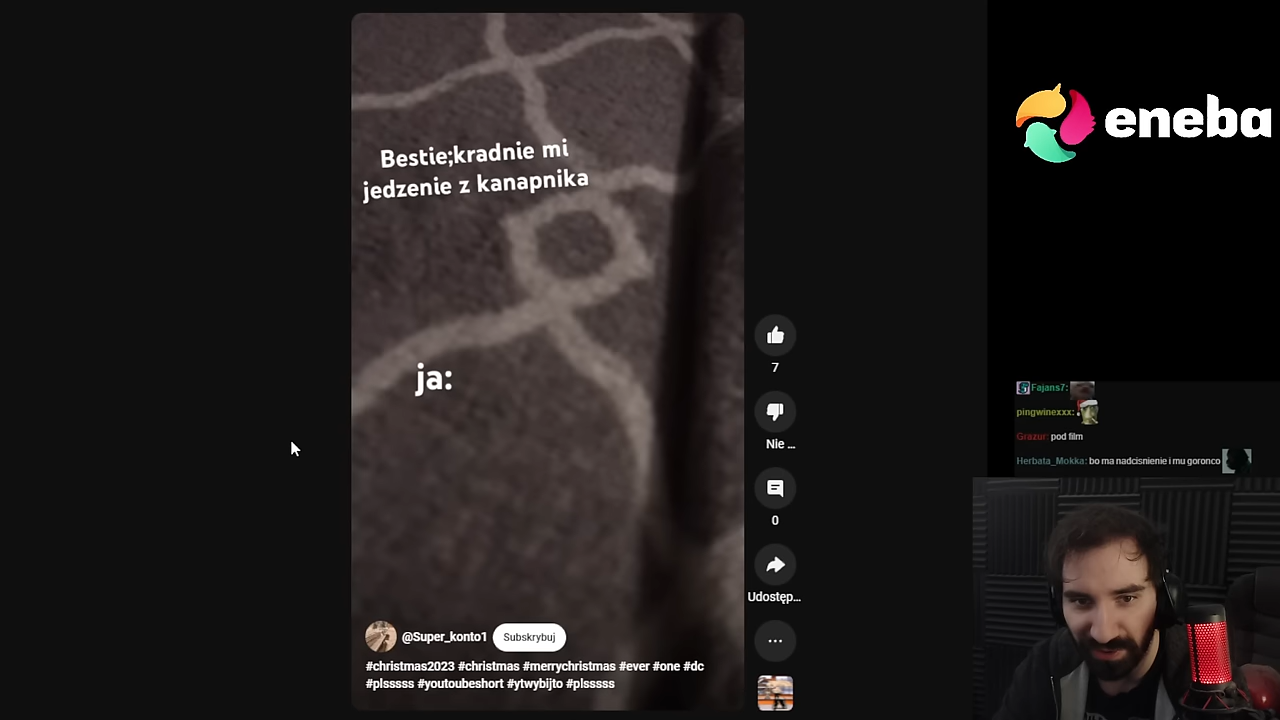 Bestie;kradnie mi
jedzenie z kanapnika
ja:
7
Nie ...
0
Udostęp...
@Super_konto1
Subskrybuj
#christmas2023 #christmas #merrychristmas #ever #one #dc
#plsssss #youtoubeshort #ytwybijto #plsssss
eneba
Fajans7:
pingwinexxx:
Grazur: pod film
Herbata_Mokka: bo ma nadcisnienie i mu goronco